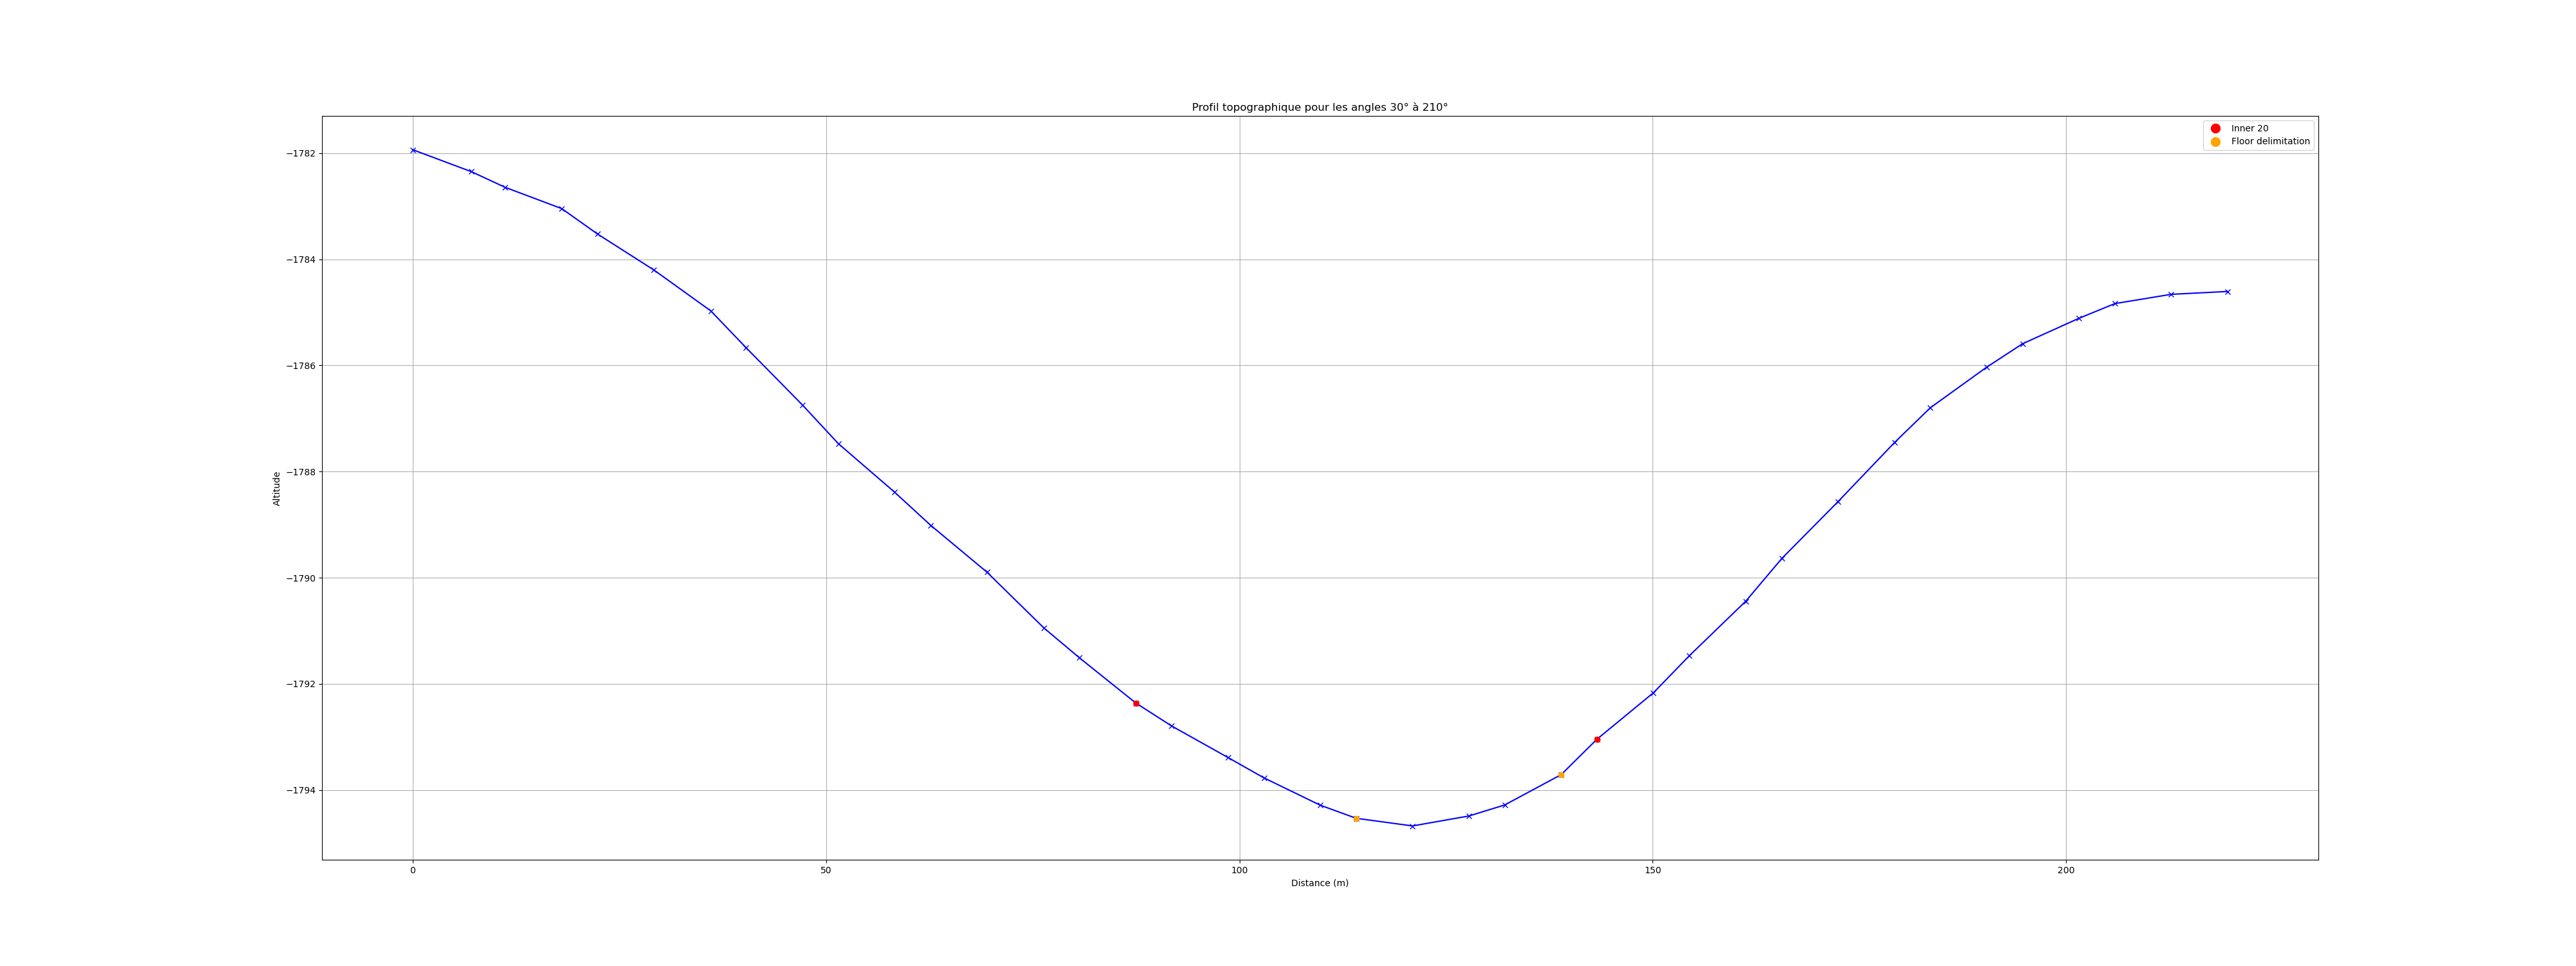 Profil topographique pour les angles 30° à 210°
Inner 20
Floor delimitation
−1782
−1784
−1786
−1788
−1790
−1792
−1794
Altitude
0 50 100 150 200
Distance (m)